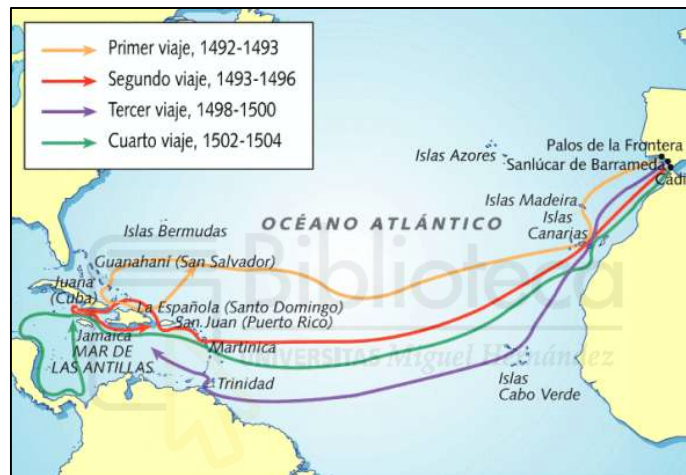 Primer viaje, 1492-1493
Segundo viaje, 1493-1496
Tercer viaje, 1498-1500
Cuarto viaje, 1502-1504
Palos de la Frontera
Islas Azores
Sanlúcar de Barrameda
Cádi
Islas Madeira
Islas
Canarias
OCÉANO ATLÁNTICO
Islas Bermudas
Biblioteca
Guanahaní (San Salvador)
Juana
(Cuba)
La Española (Santo Domingo)
San Juan (Puerto Rico)
Jamaica
MAR DE
LAS ANTILLAS
Martinica
UNIVERSITAS Miguel Hernández
Trinidad
Islas
Cabo Verde